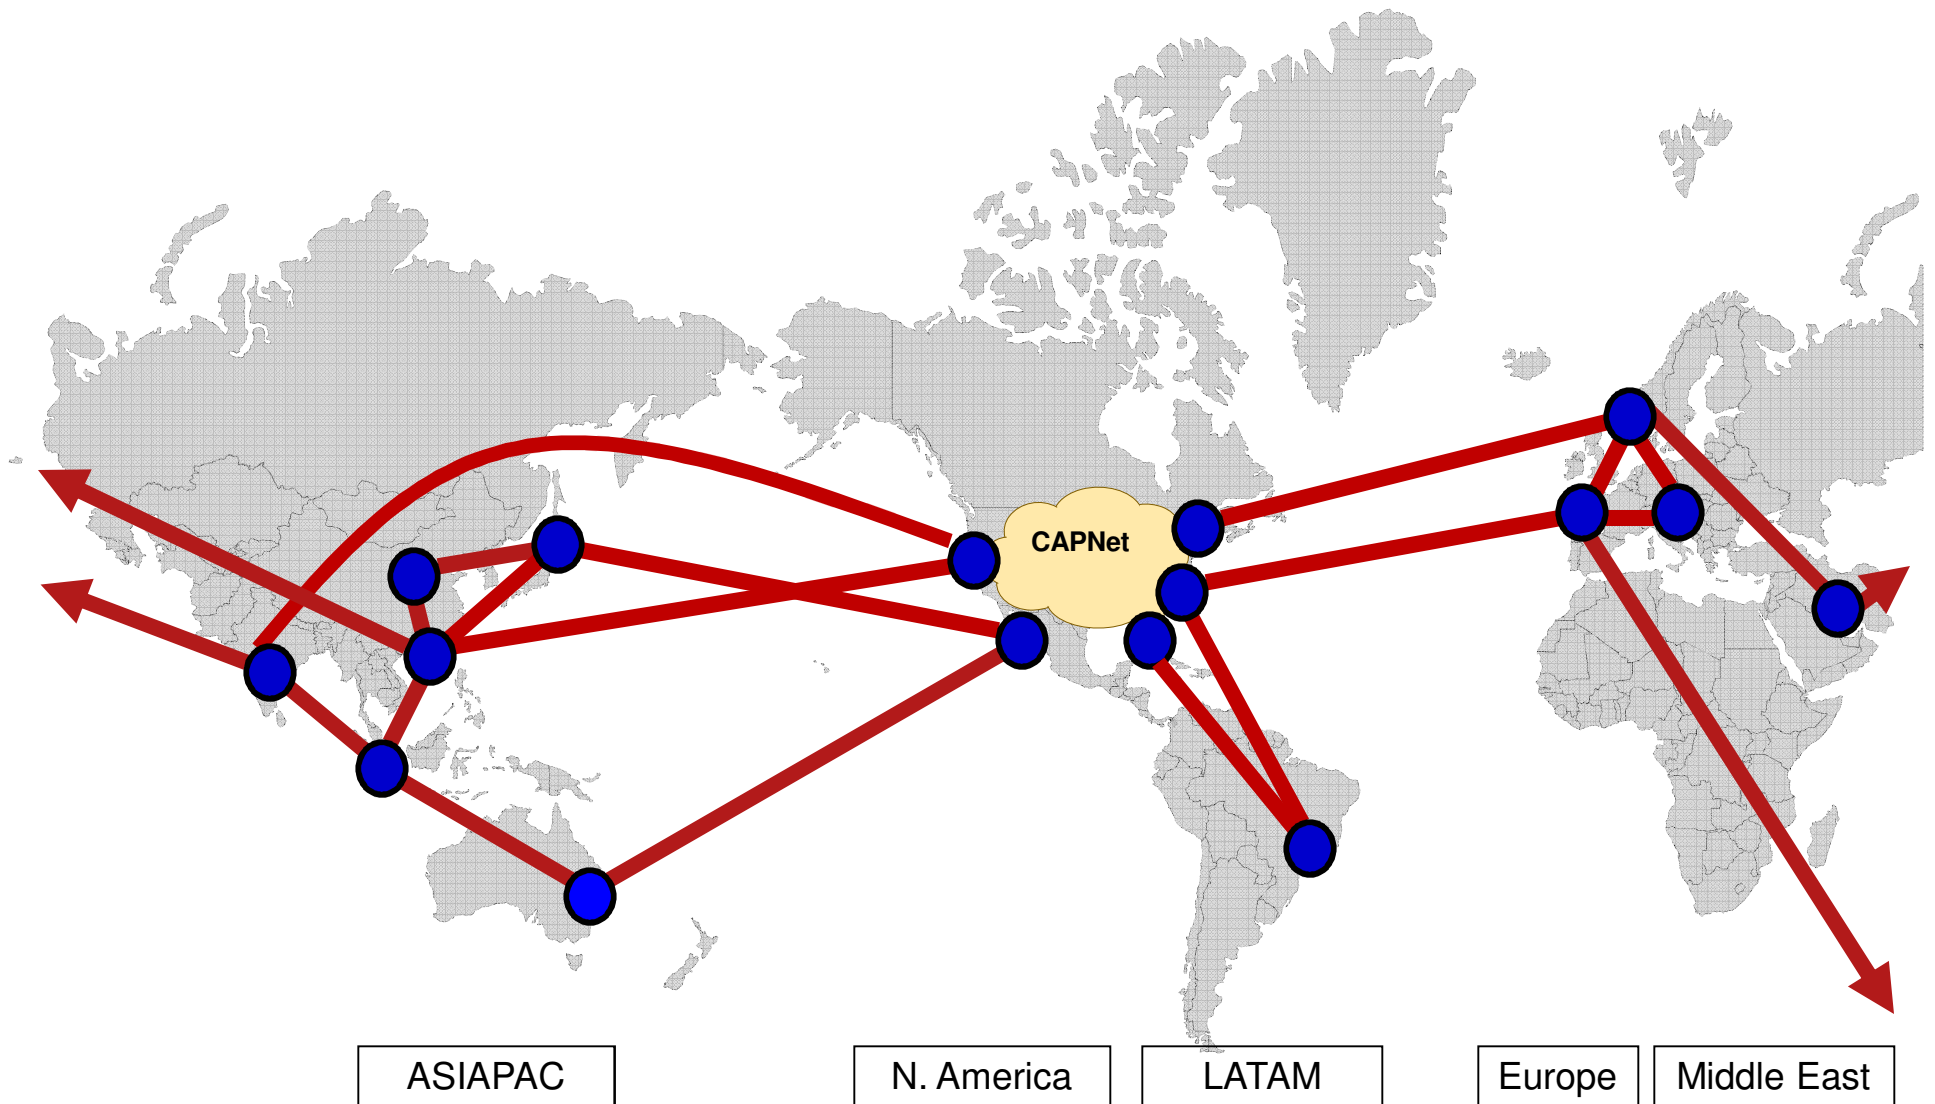 CAPNet
ASIAPAC
N. America
LATAM
Europe
Middle East